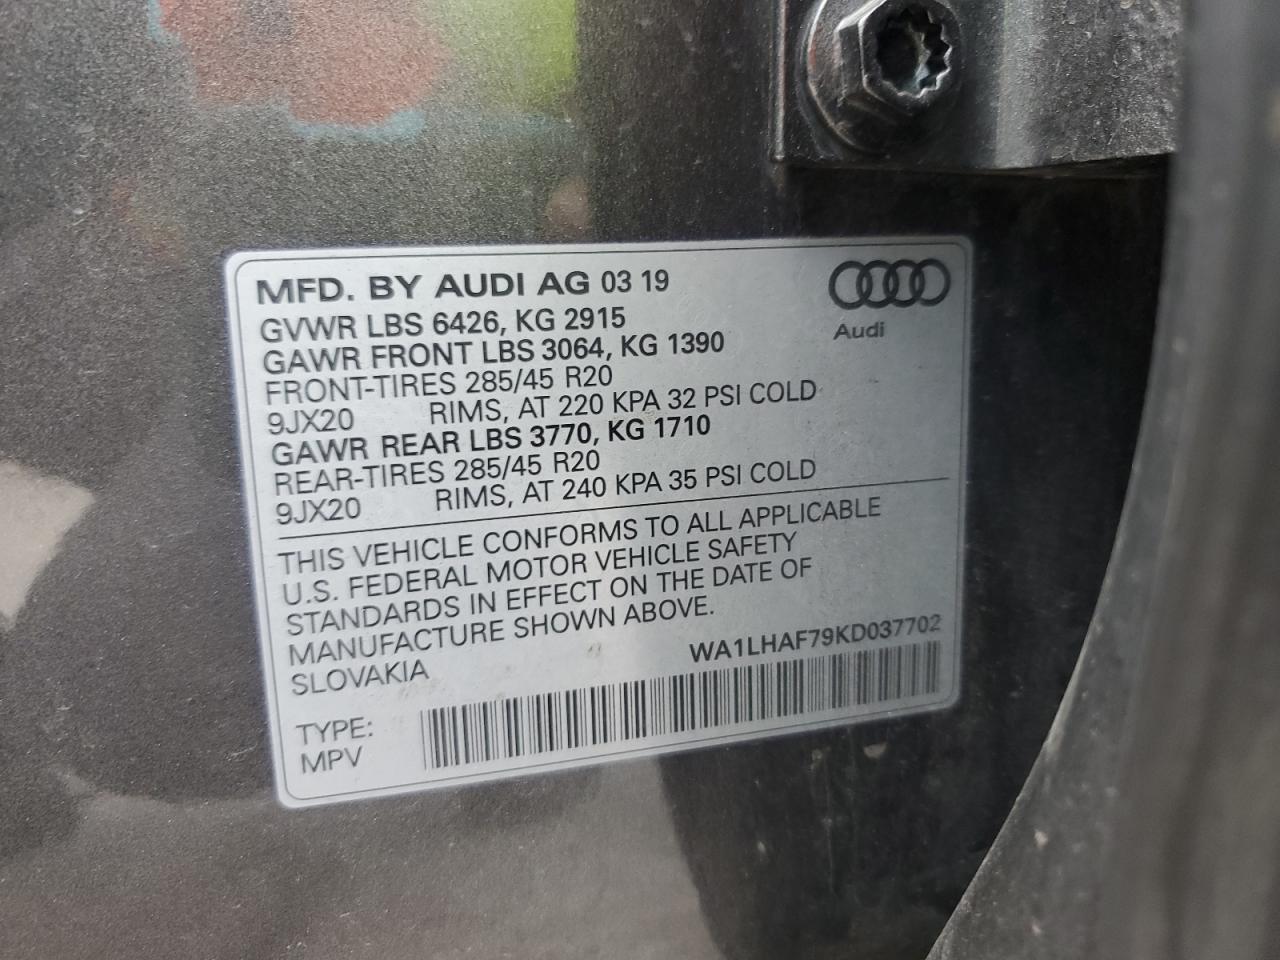 MFD. BY AUDI AG 03 19
GVWR LBS 6426, KG 2915
GAWR FRONT LBS 3064, KG 1390
FRONT-TIRES 285/45 R20
9JX20 RIMS, AT 220 KPA 32 PSI COLD
GAWR REAR LBS 3770, KG 1710
REAR-TIRES 285/45 R20
9JX20 RIMS, AT 240 KPA 35 PSI COLD
Audi
THIS VEHICLE CONFORMS TO ALL APPLICABLE
U.S. FEDERAL MOTOR VEHICLE SAFETY
STANDARDS IN EFFECT ON THE DATE OF
MANUFACTURE SHOWN ABOVE.
SLOVAKIA
WA1LHAF79KD037702
TYPE:
MPV